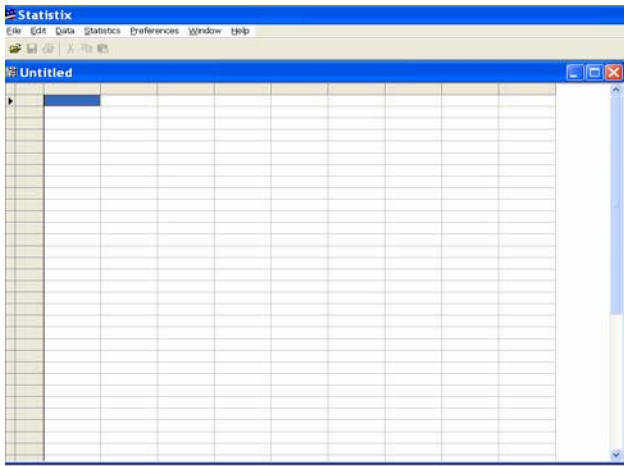 Statistix
File Edit Data Statistics Preferences Window Help
Untitled